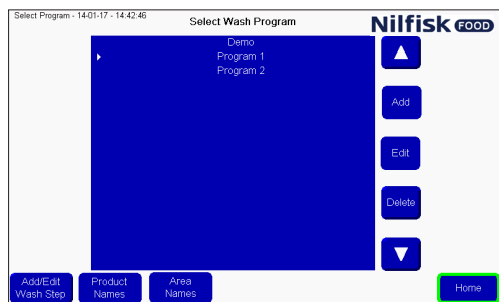 Select Program - 14-01-17 - 14:42:46
Select Wash Program
Nilfisk FOOD
Demo
Program 1
Program 2
Add
Edit
Delete
Add/Edit
Wash Step
Product
Names
Area
Names
Home